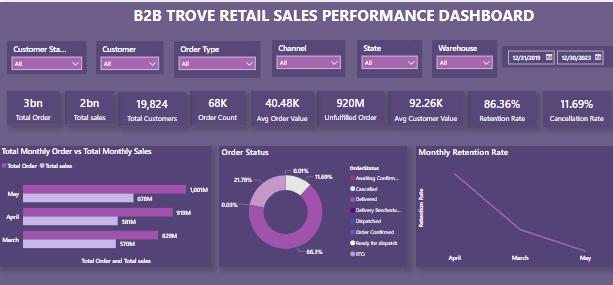 B2B TROVE RETAIL SALES PERFORMANCE DASHBOARD
Customer Sta...
All
Customer
All
Order Type
All
Channel
All
State
All
Warehouse
All
12/31/2019
12/30/2023
3bn
Total Order
2bn
Total sales
19,824
Total Customers
68K
Order Count
40.48K
Avg Order Value
920M
Unfulfilled Order
92.26K
Avg Customer Value
86.36%
Retention Rate
11.69%
Cancellation Rate
Total Monthly Order vs Total Monthly Sales
Total Order Total sales
May
1,001M
678M
April
919M
581M
March
829M
570M
Total Order and Total sales
Order Status
0.01%
11.69%
21.78%
0.03%
66.3%
OrderStatus
Awaiting Confirm...
Cancelled
Delivered
Delivery Reschedu...
Dispatched
Order Confirmed
Ready for dispatch
RTO
Monthly Retention Rate
Retention Rate
April
March
May